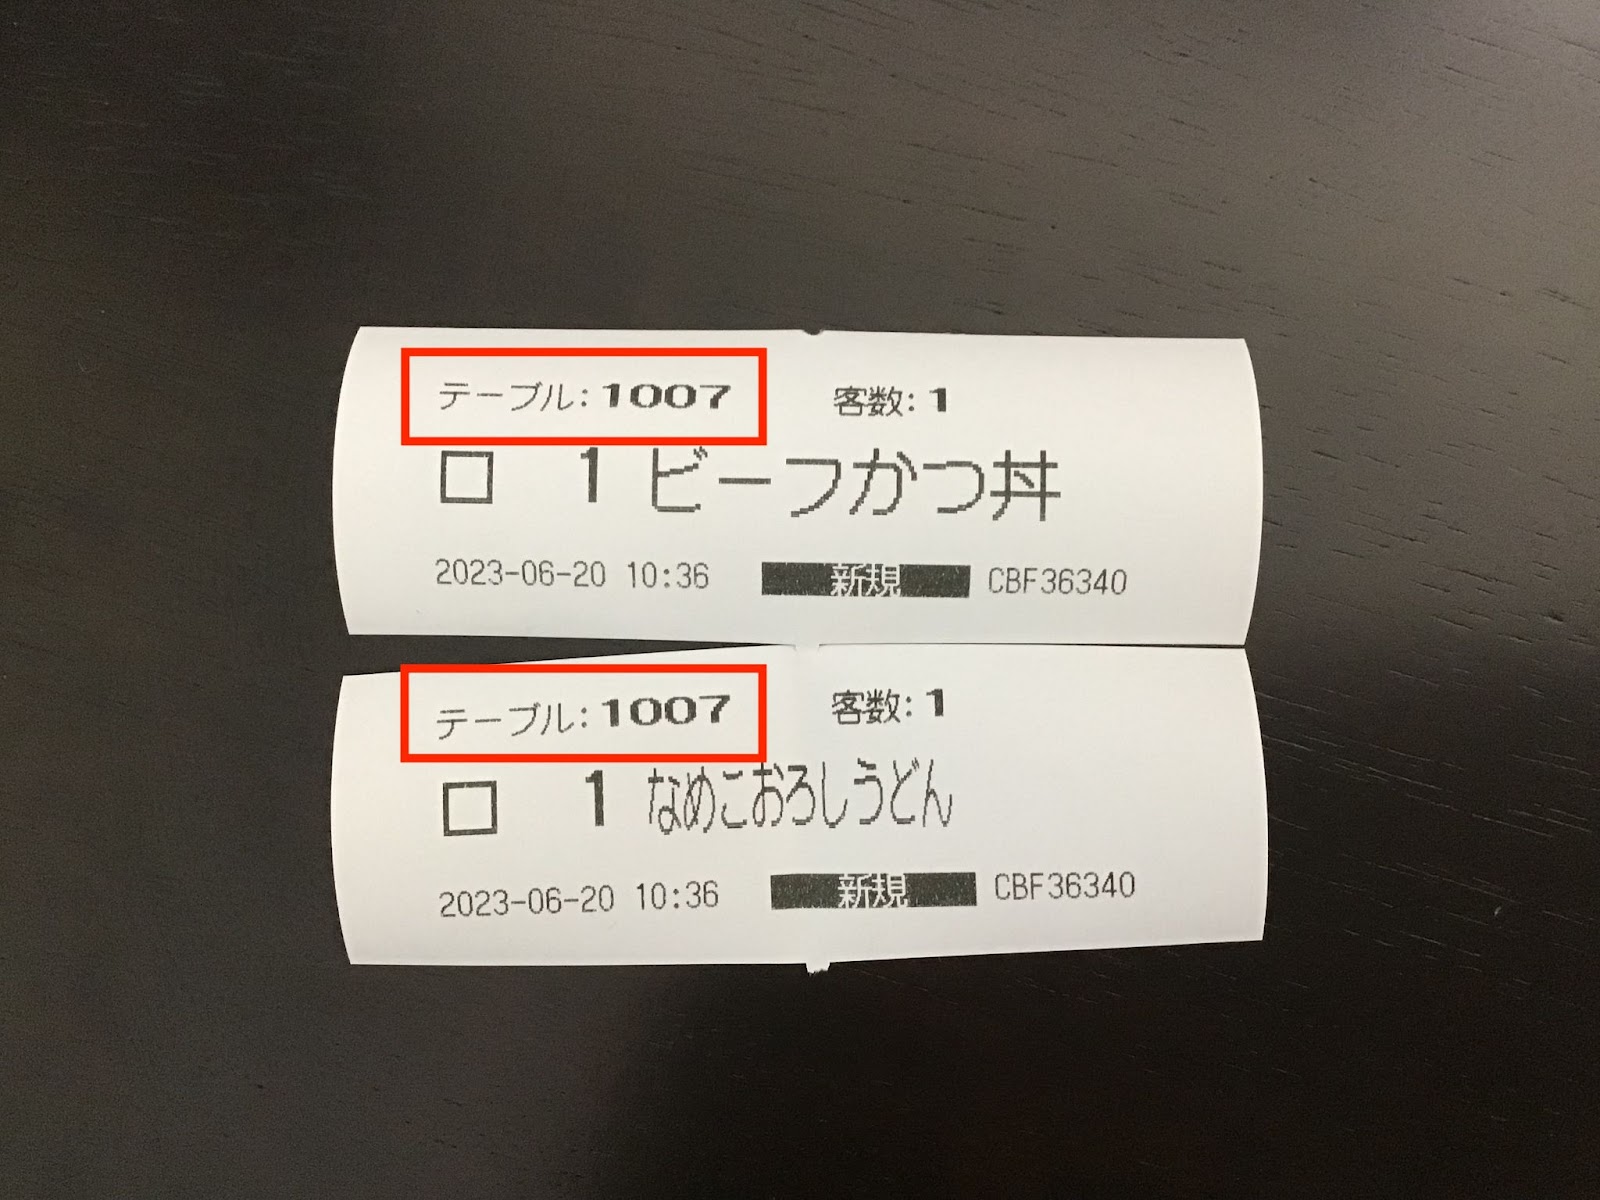 テーブル: 1007 客数: 1
□ 1 ビーフかつ丼
2023-06-20 10:36 新規 CBF36340
テーブル: 1007 客数: 1
□ 1 なめこおろしうどん
2023-06-20 10:36 新規 CBF36340